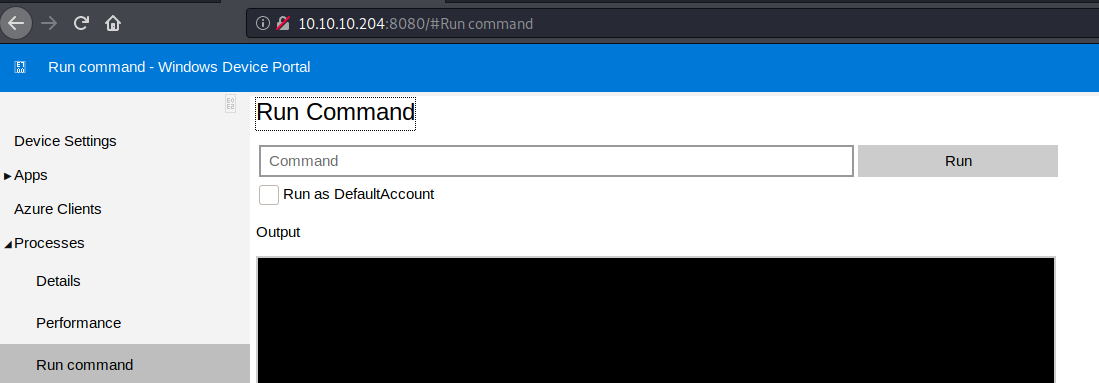 10.10.10.204:8080/#Run command
Run command - Windows Device Portal
Run Command
Device Settings
Command
Run
Apps
Run as DefaultAccount
Azure Clients
Output
Processes
Details
Performance
Run command